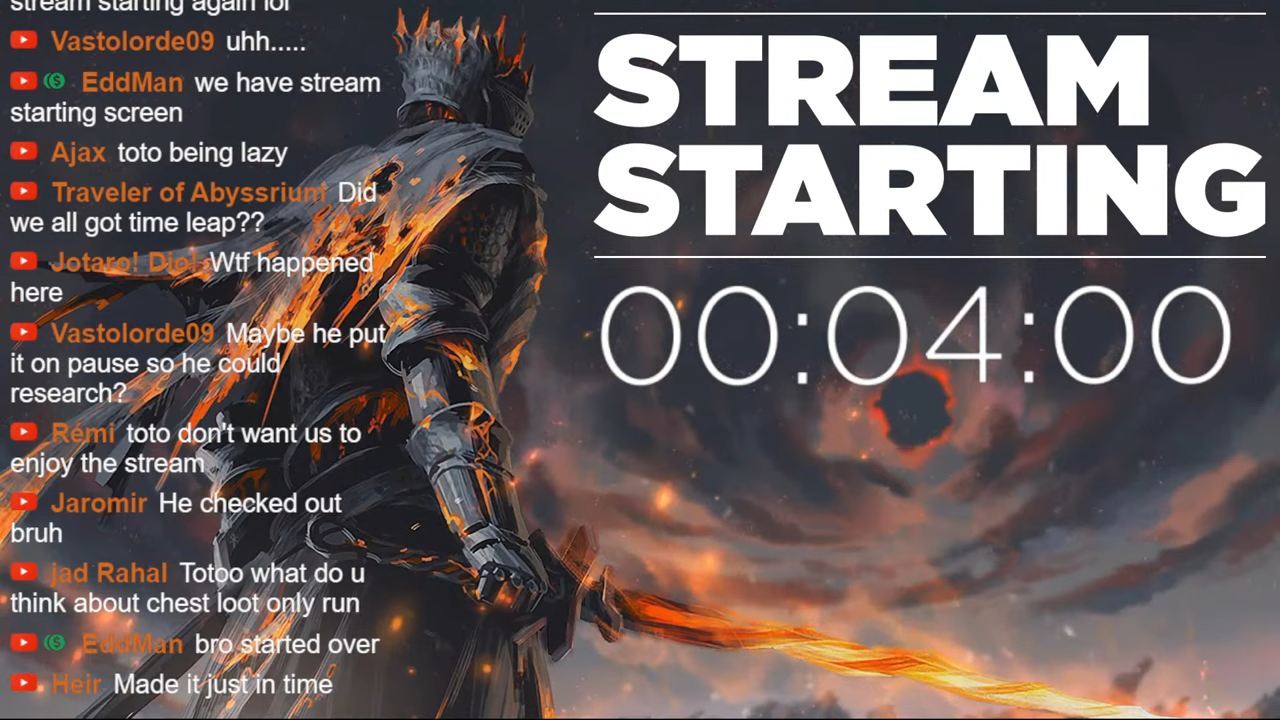 stream starting again lol
Vastolorde09 uhh.....
EddMan we have stream
starting screen
Ajax toto being lazy
Traveler of Abyssrium Did
we all got time leap??
Jotaro! Dio! Wtf happened
here
Vastolorde09 Maybe he put
it on pause so he could
research?
Rémi toto don't want us to
enjoy the stream
Jaromir He checked out
bruh
jad Rahal Totoo what do u
think about chest loot only run
EddMan bro started over
Heir Made it just in time
STREAM
STARTING
00:04:00